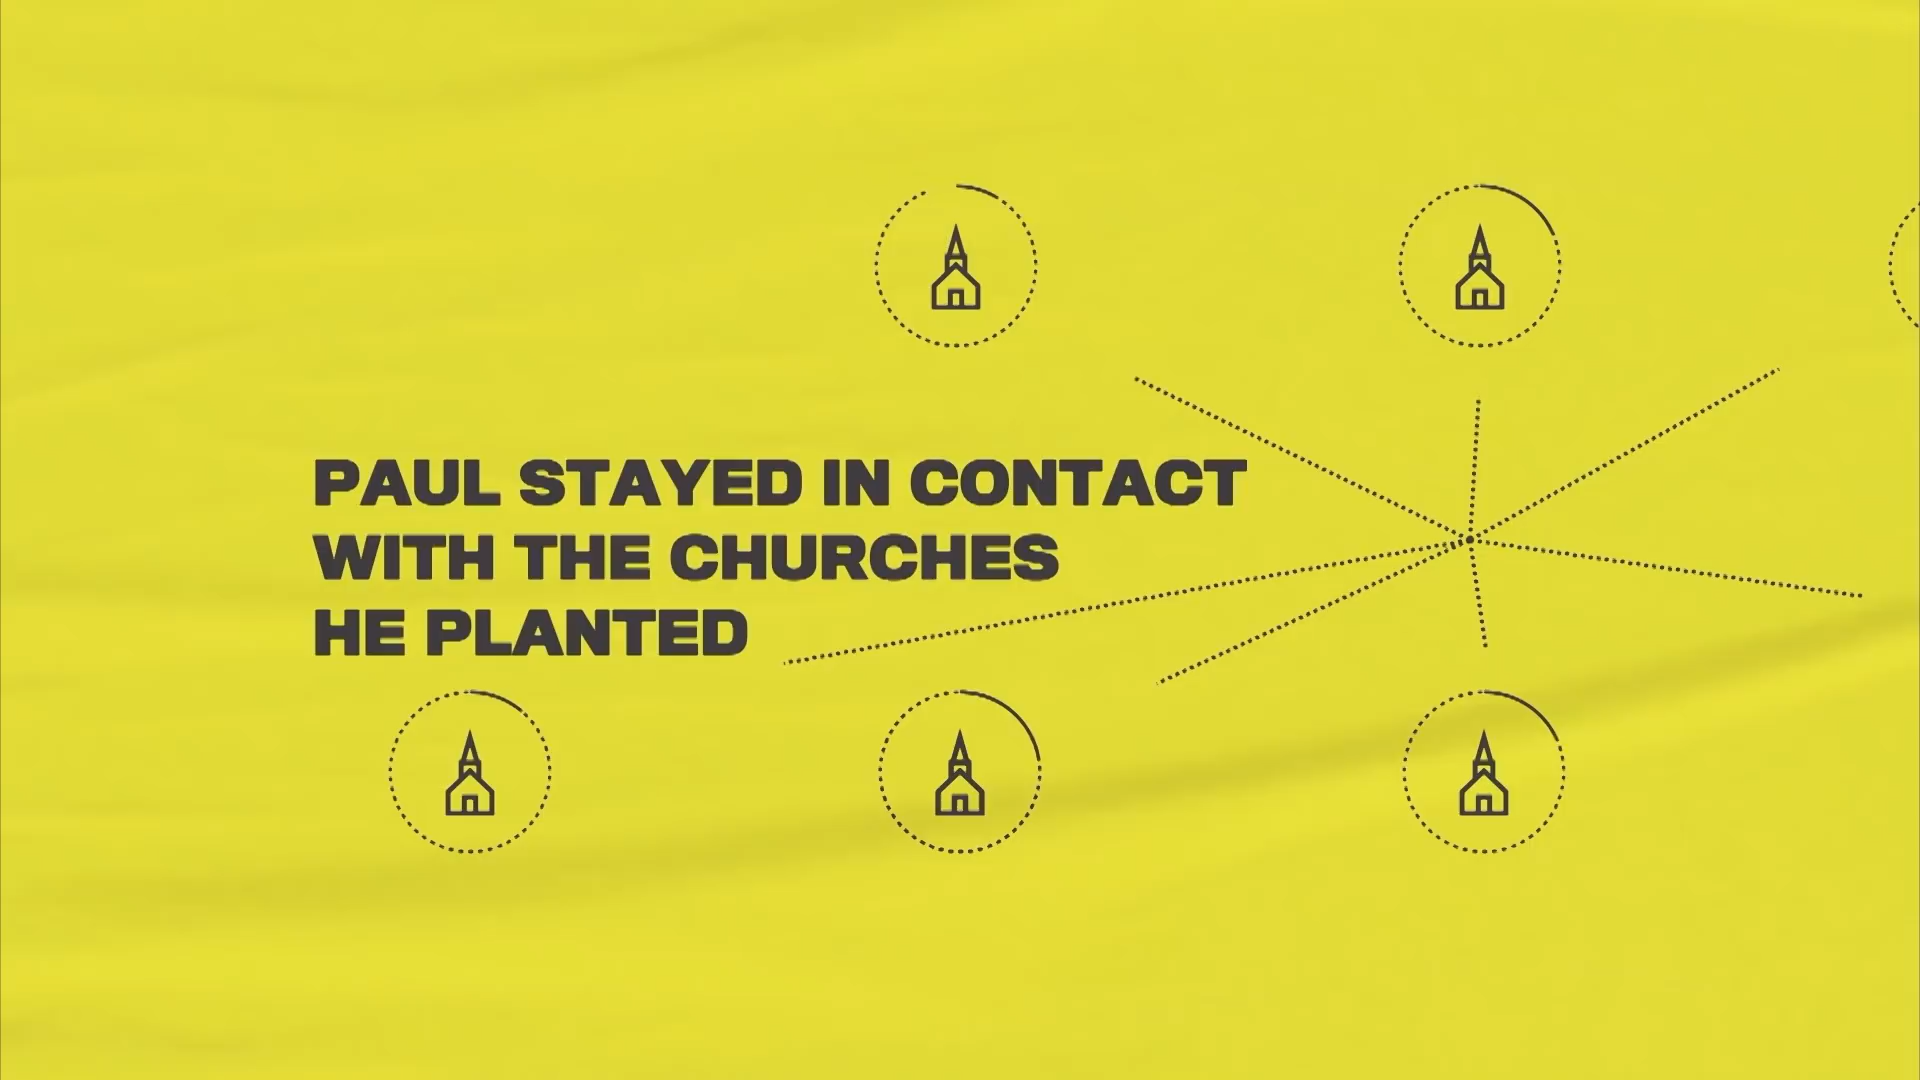 PAUL STAYED IN CONTACT
WITH THE CHURCHES
HE PLANTED